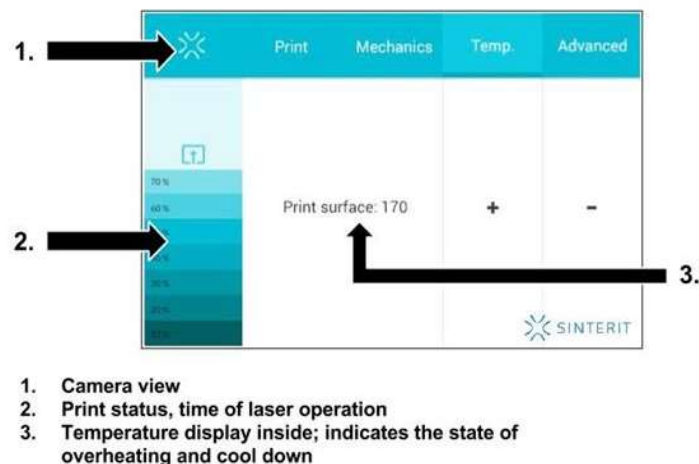 1.
Print Mechanics Temp. Advanced
70 %
60 %
2.
Print surface: 170 + -
3.
30 %
20 %
SINTERIT
1. Camera view
2. Print status, time of laser operation
3. Temperature display inside; indicates the state of
overheating and cool down